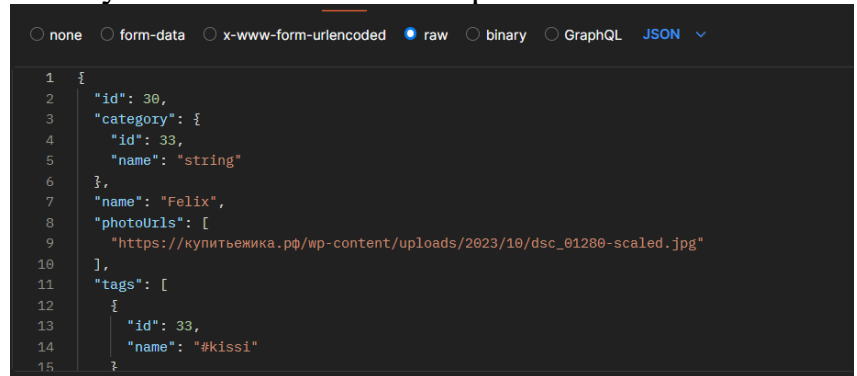 none form-data x-www-form-urlencoded raw binary GraphQL JSON
1 {
2 "id": 30,
3 "category": {
4 "id": 33,
5 "name": "string"
6 },
7 "name": "Felix",
8 "photoUrls": [
9 "https://купитьежика.рф/wp-content/uploads/2023/10/dsc_01280-scaled.jpg"
10 ],
11 "tags": [
12 {
13 "id": 33,
14 "name": "#kissi"
15 }